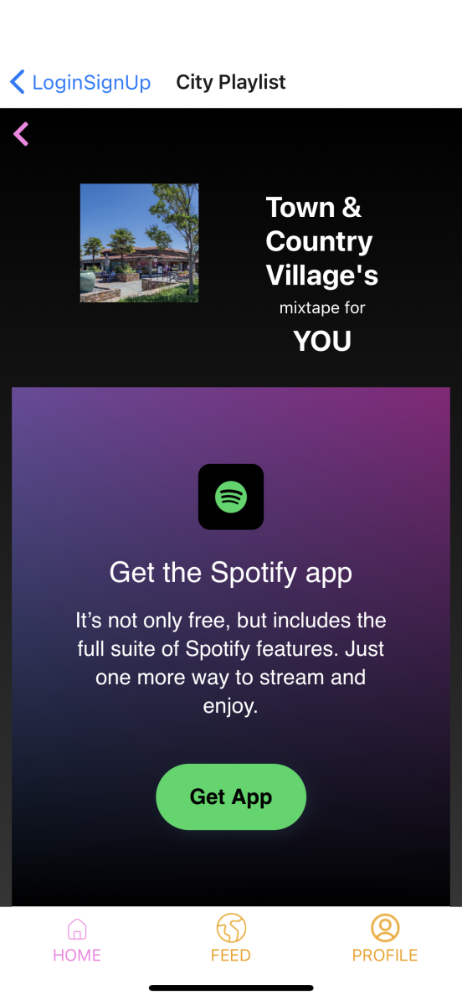 LoginSignUp City Playlist
Town &
Country
Village's
mixtape for
YOU
Get the Spotify app
It’s not only free, but includes the
full suite of Spotify features. Just
one more way to stream and
enjoy.
Get App
HOME FEED PROFILE